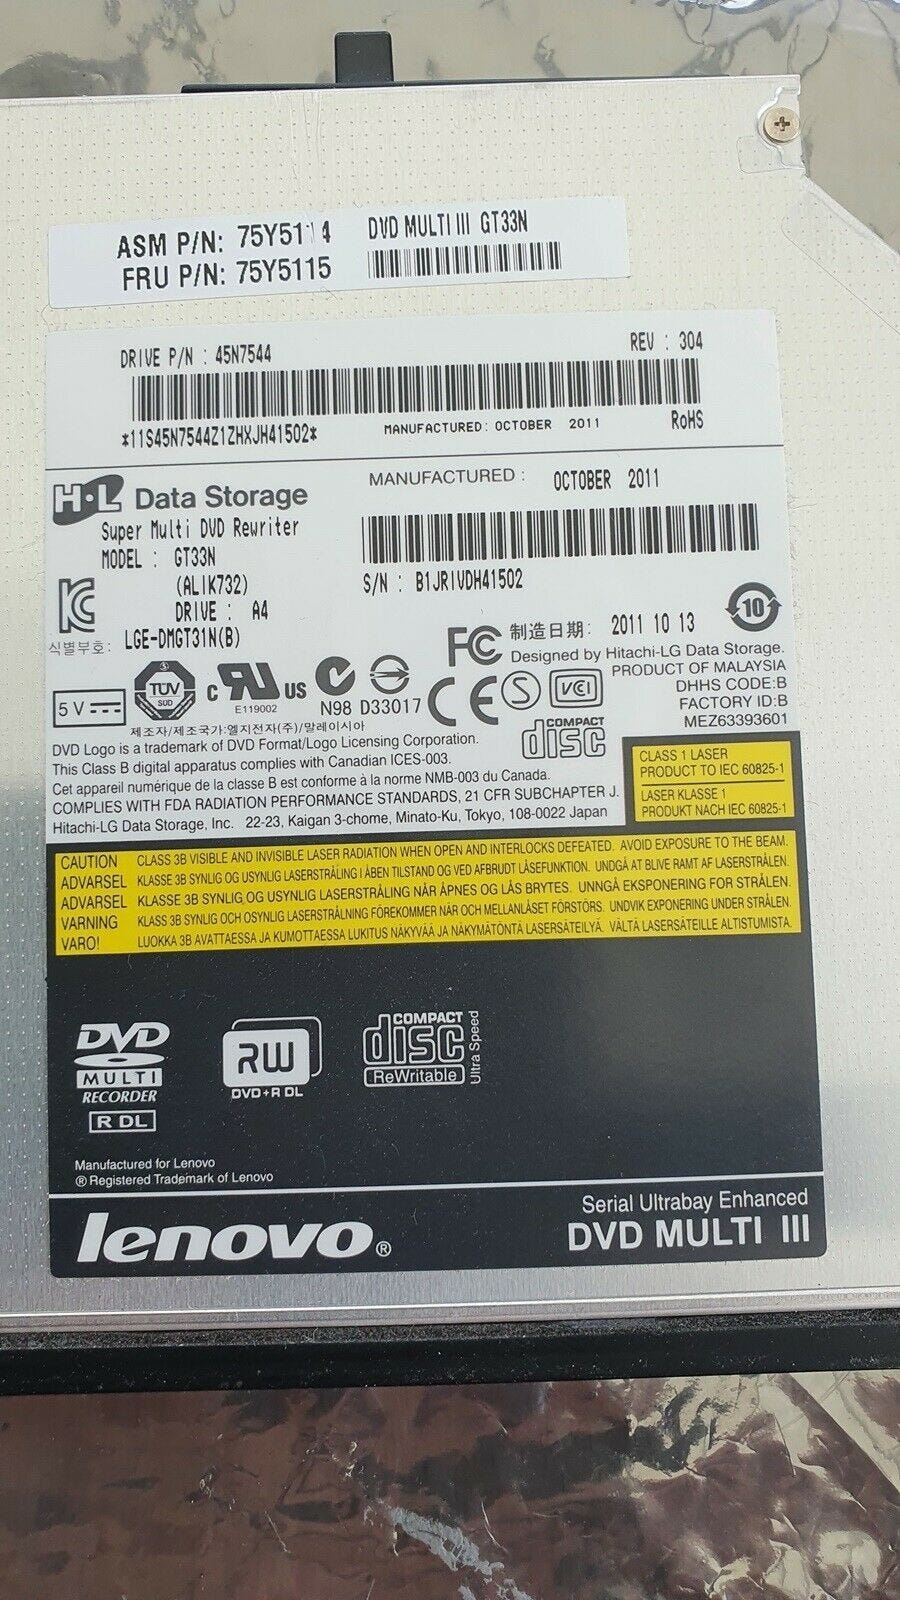 ASM P/N: 75Y5114 DVD MULTI III GT33N
FRU P/N: 75Y5115
DRIVE P/N : 45N7544 REV : 304
*11S45N7544Z1ZHXJH41502* MANUFACTURED: OCTOBER 2011 RoHS
H·L Data Storage MANUFACTURED : OCTOBER 2011
Super Multi DVD Rewriter
MODEL : GT33N
(ALIK732) S/N : B1JRIVDH41502
DRIVE : A4
식별부호: LGE-DMGT31N(B)
FC 制造日期: 2011 10 13 10
Designed by Hitachi-LG Data Storage.
PRODUCT OF MALAYSIA
DHHS CODE:B
FACTORY ID:B
MEZ63393601
5 V TÜV SÜD c UR US E119002 N98 D33017 CE S VCI
제조자/제조국가:엘지전자(주)/말레이시아
COMPACT disc
DVD Logo is a trademark of DVD Format/Logo Licensing Corporation.
This Class B digital apparatus complies with Canadian ICES-003.
Cet appareil numérique de la classe B est conforme à la norme NMB-003 du Canada.
COMPLIES WITH FDA RADIATION PERFORMANCE STANDARDS, 21 CFR SUBCHAPTER J.
Hitachi-LG Data Storage, Inc. 22-23, Kaigan 3-chome, Minato-Ku, Tokyo, 108-0022 Japan
CLASS 1 LASER
PRODUCT TO IEC 60825-1
LASER KLASSE 1
PRODUKT NACH IEC 60825-1
CAUTION CLASS 3B VISIBLE AND INVISIBLE LASER RADIATION WHEN OPEN AND INTERLOCKS DEFEATED. AVOID EXPOSURE TO THE BEAM.
ADVARSEL KLASSE 3B SYNLIG OG USYNLIG LASERSTRÅLING I ÅBEN TILSTAND OG VED AFBRUDT LÅSEFUNKTION. UNDGÅ AT BLIVE RAMT AF LASERSTRÅLEN.
ADVARSEL KLASSE 3B SYNLIG OG USYNLIG LASERSTRÅLING NÅR ÅPNES OG LÅS BRYTES. UNNGÅ EKSPONERING FOR STRÅLEN.
VARNING KLASS 3B SYNLIG OCH OSYNLIG LASERSTRÅLNING FÖREKOMMER NÄR OCH MELLANLÅSET FÖRSTÖRS. UNDVIK EXPONERING UNDER STRÅLEN.
VARO! LUOKKA 3B AVATTAESSA JA KUMOTTAESSA LUKITUS NÄKYVÄÄ JA NÄKYMÄTÖNTÄ LASERSÄTEILYÄ. VÄLTÄ LASERSÄTEILLE ALTISTUMISTA.
DVD MULTI RECORDER R DL
RW DVD+R DL
COMPACT disc ReWritable Ultra Speed
Manufactured for Lenovo
® Registered Trademark of Lenovo
lenovo®
Serial Ultrabay Enhanced
DVD MULTI III